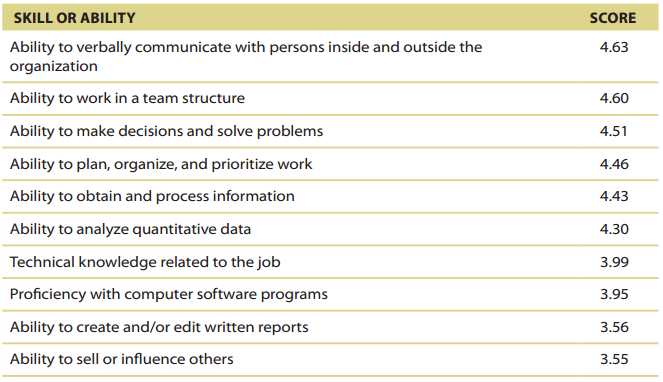 SKILL OR ABILITY SCORE
Ability to verbally communicate with persons inside and outside the 4.63
organization
Ability to work in a team structure 4.60
Ability to make decisions and solve problems 4.51
Ability to plan, organize, and prioritize work 4.46
Ability to obtain and process information 4.43
Ability to analyze quantitative data 4.30
Technical knowledge related to the job 3.99
Proficiency with computer software programs 3.95
Ability to create and/or edit written reports 3.56
Ability to sell or influence others 3.55